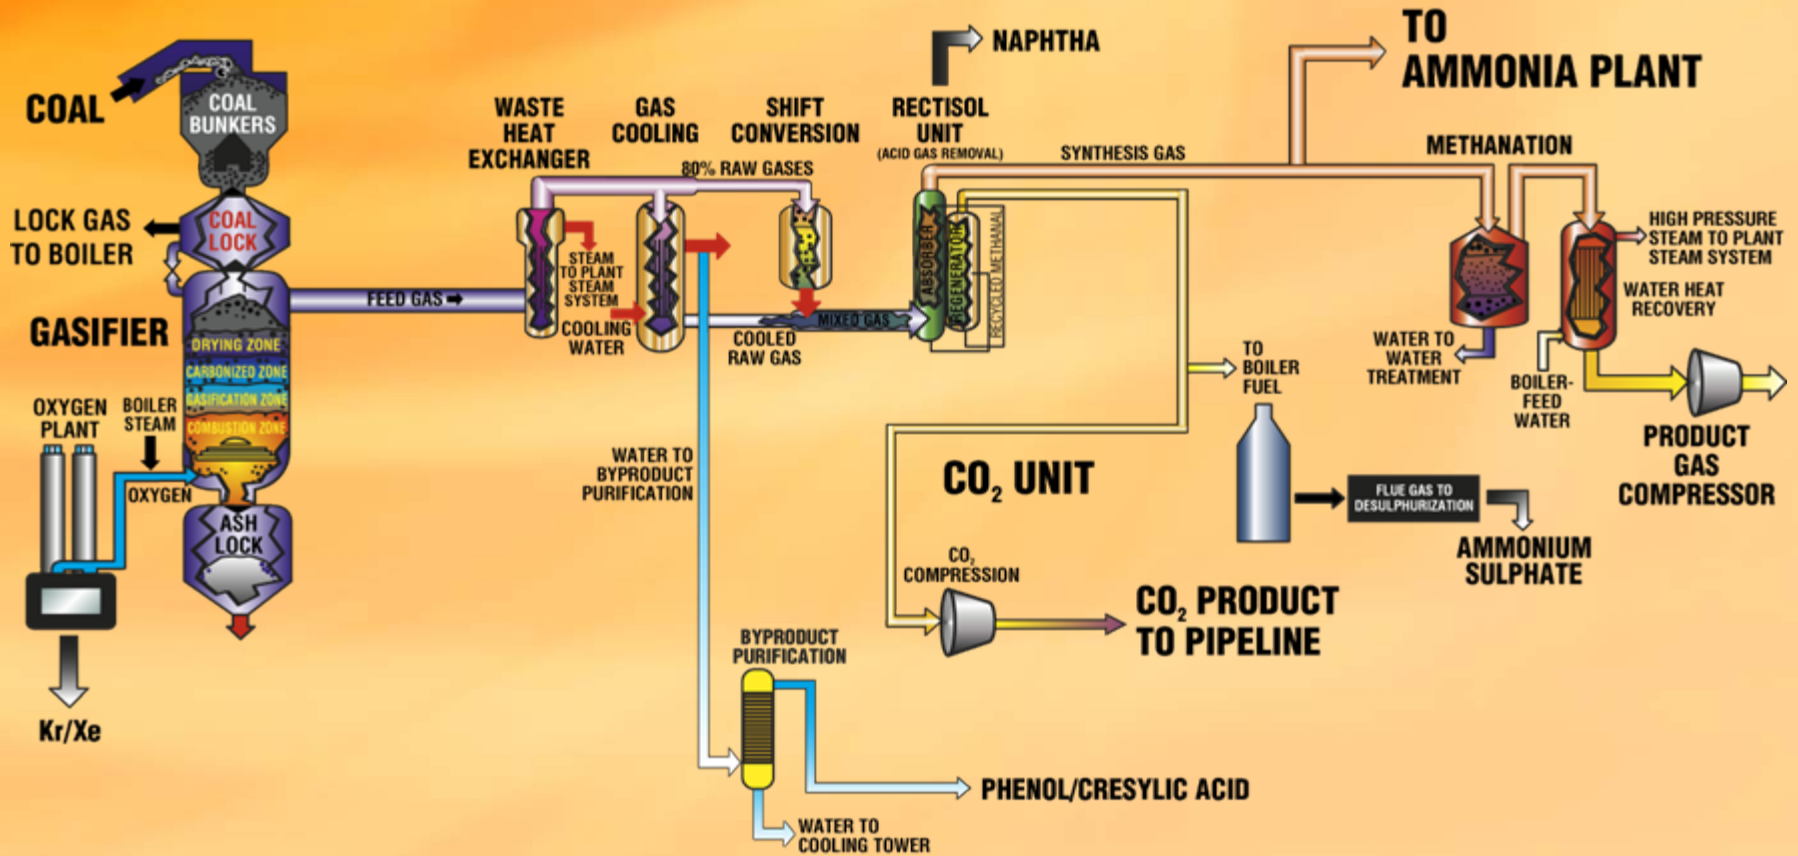 COAL
COAL
BUNKERS
LOCK GAS
TO BOILER
COAL
LOCK
GASIFIER
DRYING ZONE
CARBONIZED ZONE
GASIFICATION ZONE
COMBUSTION ZONE
OXYGEN
PLANT
BOILER
STEAM
OXYGEN
ASH
LOCK
Kr/Xe
FEED GAS
WASTE
HEAT
EXCHANGER
STEAM
TO PLANT
STEAM
SYSTEM
GAS
COOLING
COOLING
WATER
80% RAW GASES
SHIFT
CONVERSION
COOLED
RAW GAS
MIXED GAS
WATER TO
BYPRODUCT
PURIFICATION
BYPRODUCT
PURIFICATION
PHENOL/CRESYLIC ACID
WATER TO
COOLING TOWER
NAPHTHA
RECTISOL
UNIT
(ACID GAS REMOVAL)
ABSORBER
REGENERATOR
RECYCLED METHANAL
SYNTHESIS GAS
TO
AMMONIA PLANT
TO
BOILER
FUEL
CO₂ UNIT
CO₂
COMPRESSION
CO₂ PRODUCT
TO PIPELINE
FLUE GAS TO
DESULPHURIZATION
AMMONIUM
SULPHATE
METHANATION
WATER TO
WATER
TREATMENT
HIGH PRESSURE
STEAM TO PLANT
STEAM SYSTEM
WATER HEAT
RECOVERY
BOILER-
FEED
WATER
PRODUCT
GAS
COMPRESSOR